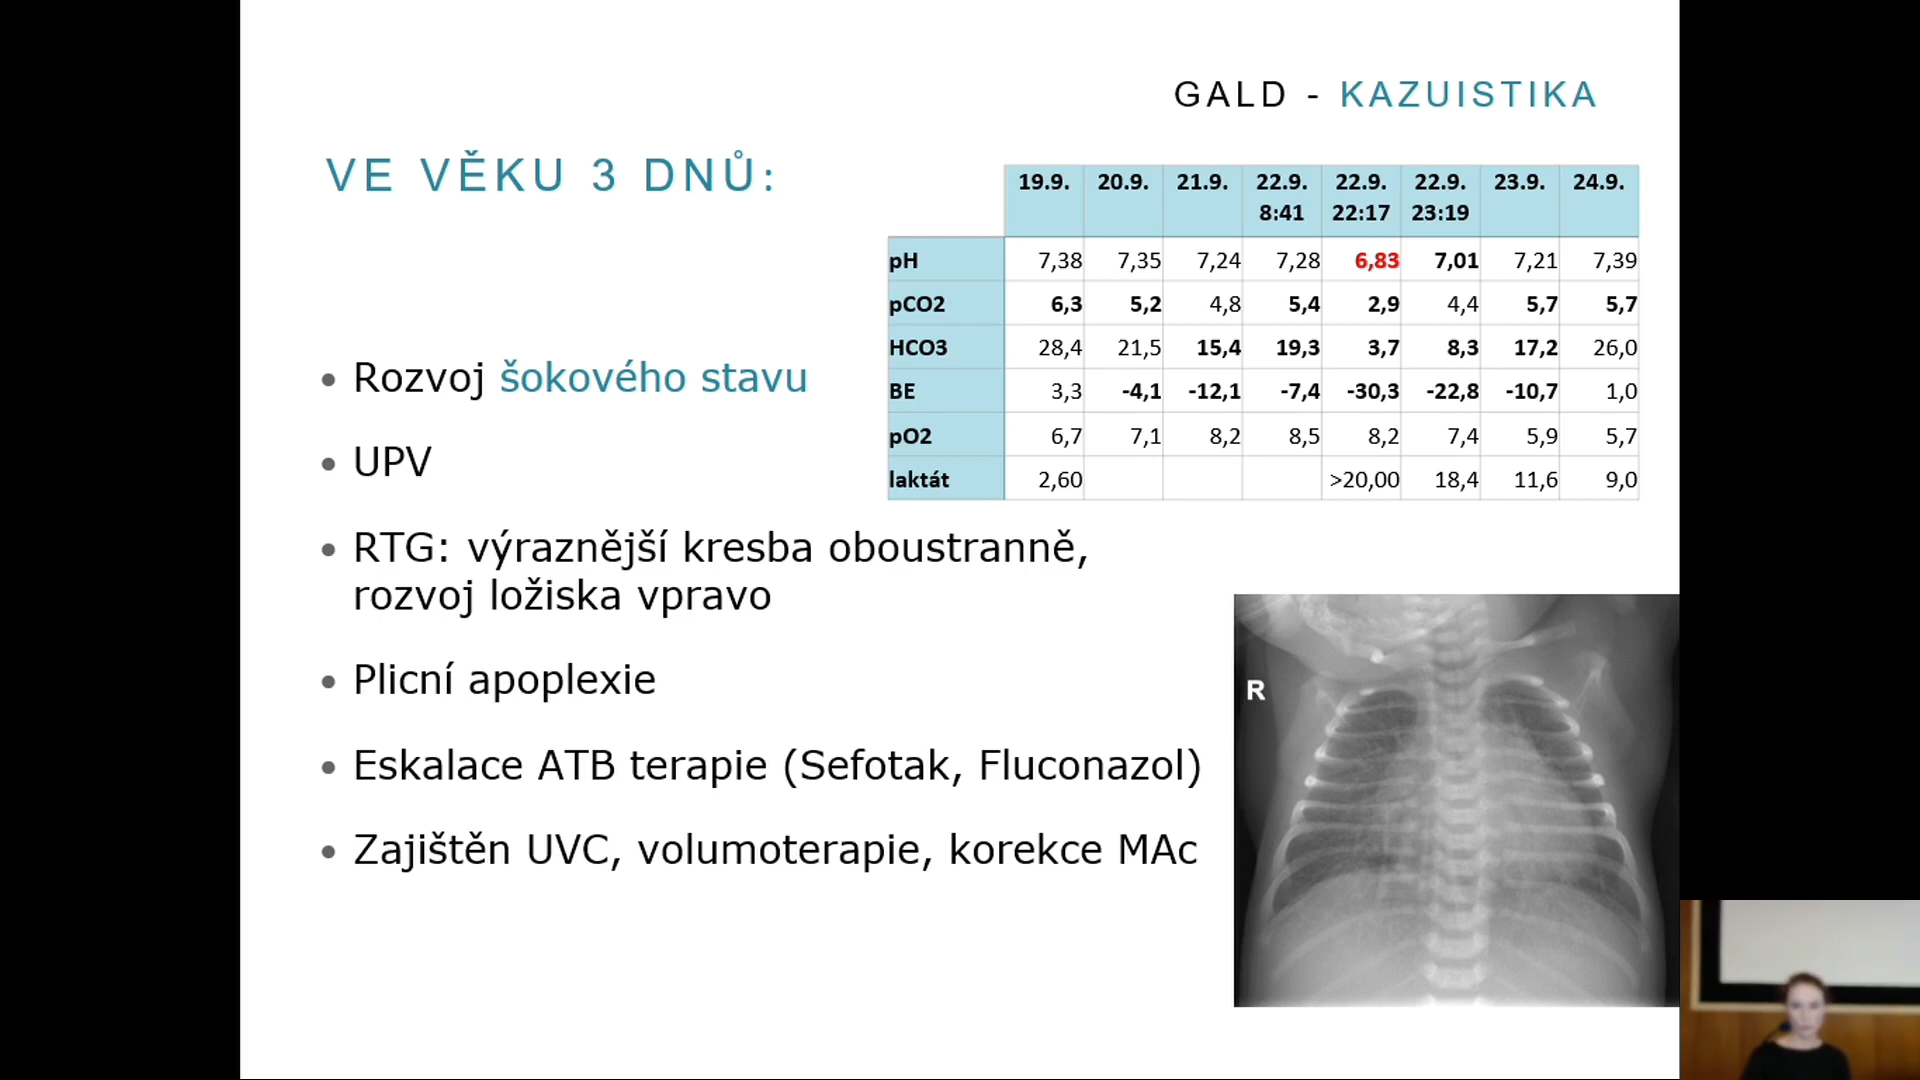 GALD - KAZUISTIKA
VE VĚKU 3 DNŮ:
19.9. 20.9. 21.9. 22.9. 22.9. 22.9. 23.9. 24.9.
8:41 22:17 23:19
pH 7,38 7,35 7,24 7,28 6,83 7,01 7,21 7,39
pCO2 6,3 5,2 4,8 5,4 2,9 4,4 5,7 5,7
HCO3 28,4 21,5 15,4 19,3 3,7 8,3 17,2 26,0
BE 3,3 -4,1 -12,1 -7,4 -30,3 -22,8 -10,7 1,0
pO2 6,7 7,1 8,2 8,5 8,2 7,4 5,9 5,7
laktát 2,60 >20,00 18,4 11,6 9,0
• Rozvoj šokového stavu
• UPV
• RTG: výraznější kresba oboustranně,
rozvoj ložiska vpravo
• Plicní apoplexie
• Eskalace ATB terapie (Sefotak, Fluconazol)
• Zajištěn UVC, volumoterapie, korekce MAc
R